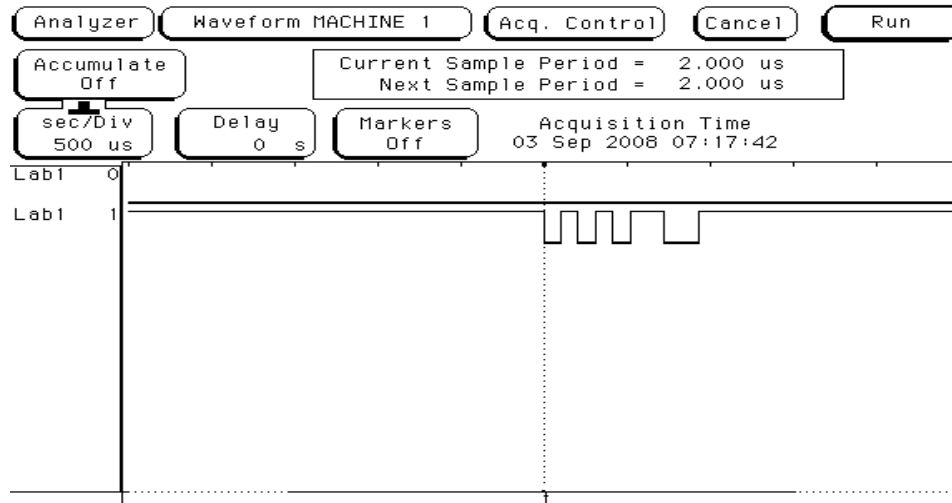 Analyzer Waveform MACHINE 1 Acq. Control Cancel Run
Accumulate
Off
Current Sample Period = 2.000 us
Next Sample Period = 2.000 us
sec/Div
500 us
Delay
0 s
Markers
Off
Acquisition Time
03 Sep 2008 07:17:42
Lab1 0
Lab1 1
t